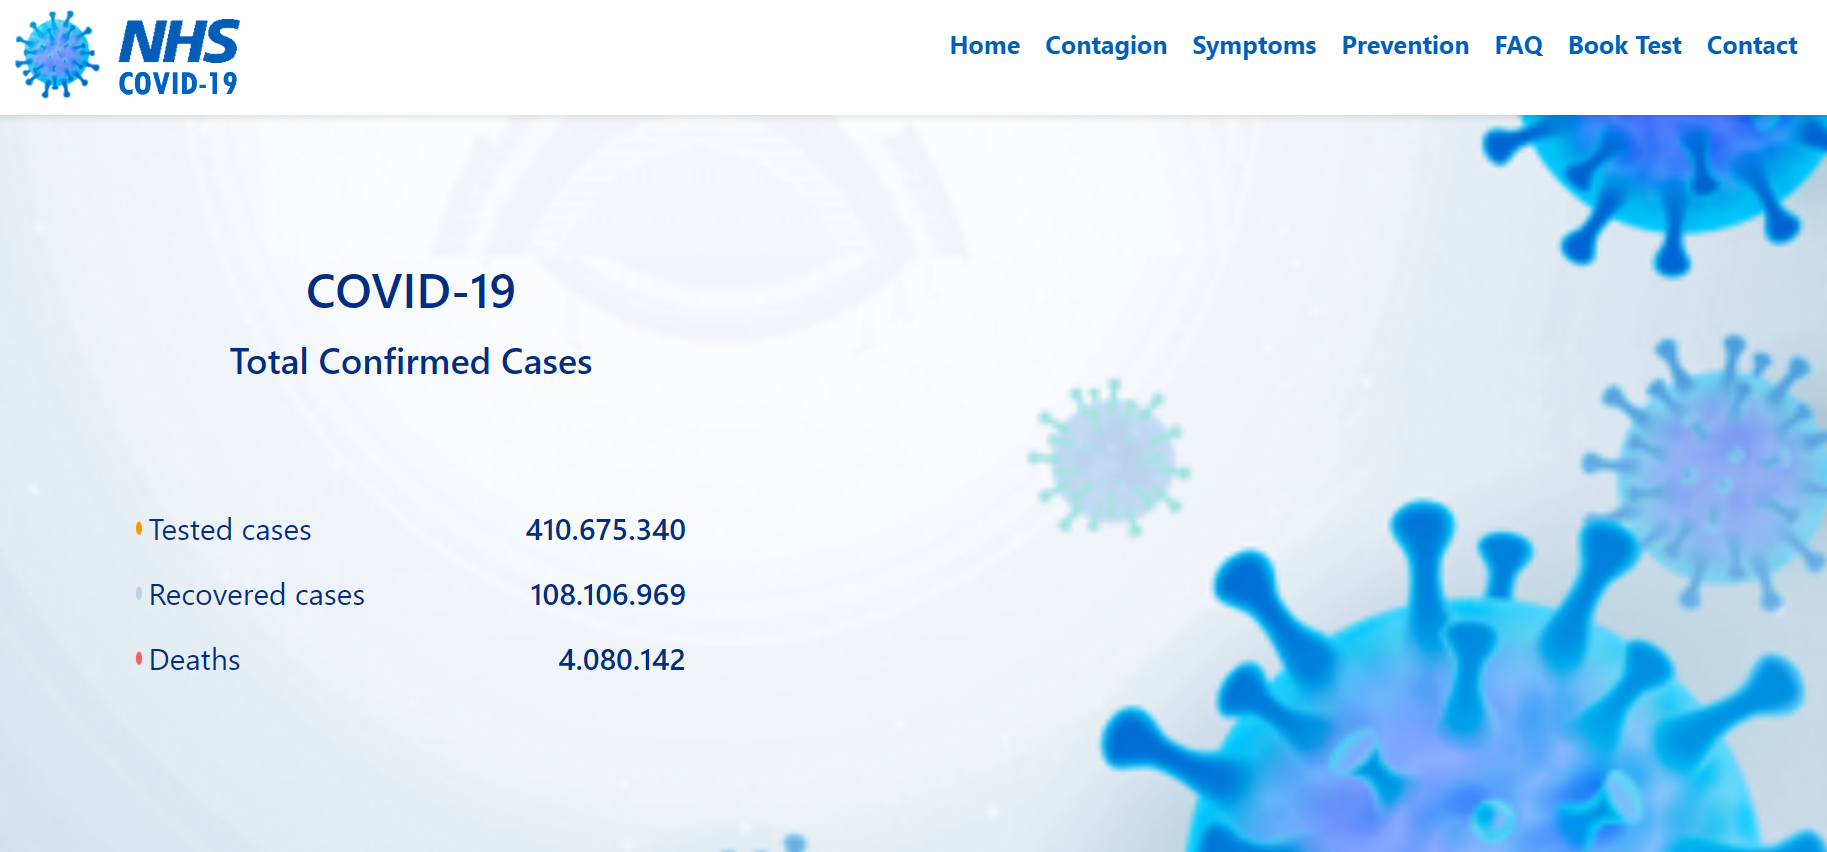 NHS
COVID-19
Home Contagion Symptoms Prevention FAQ Book Test Contact
COVID-19
Total Confirmed Cases
Tested cases 410.675.340
Recovered cases 108.106.969
Deaths 4.080.142